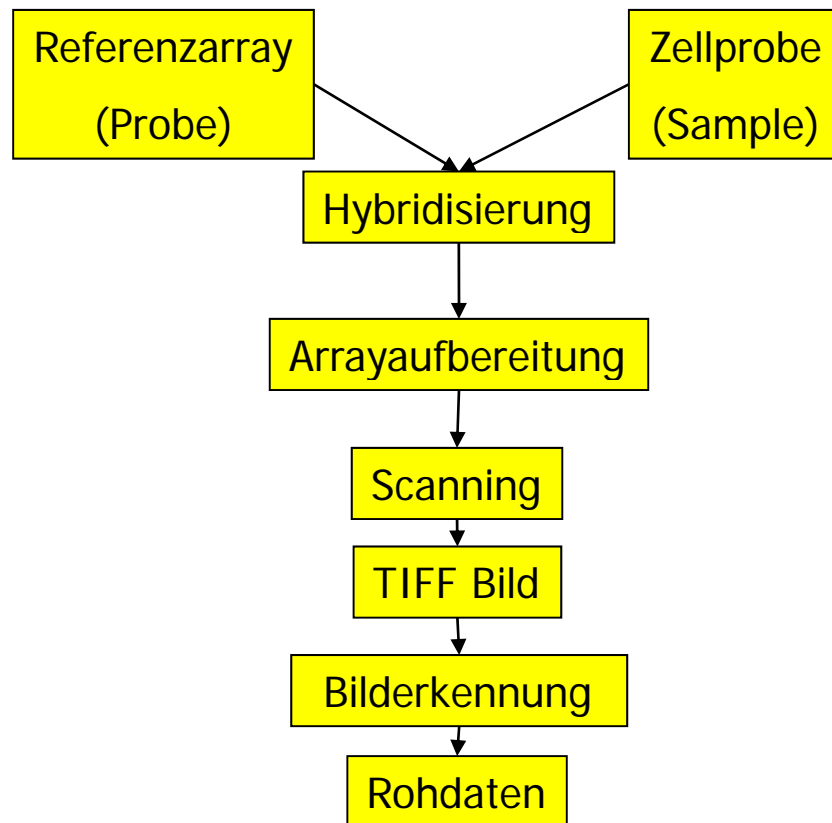 Referenzarray
(Probe)
Zellprobe
(Sample)
Hybridisierung
Arrayaufbereitung
Scanning
TIFF Bild
Bilderkennung
Rohdaten